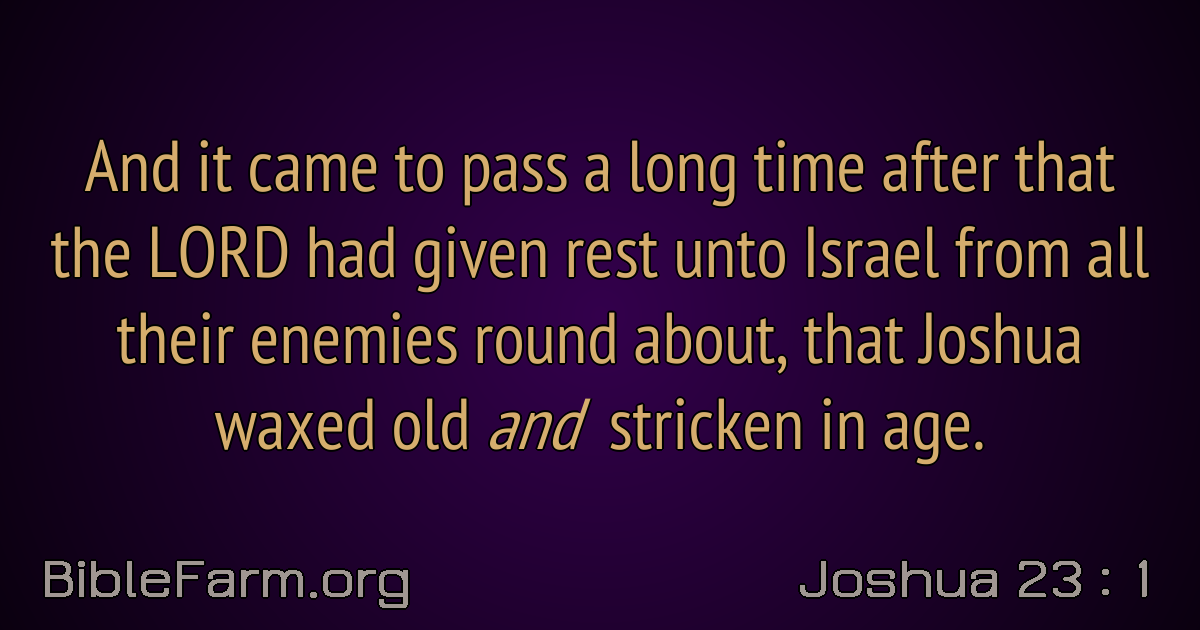 And it came to pass a long time after that
the LORD had given rest unto Israel from all
their enemies round about, that Joshua
waxed old and stricken in age.
BibleFarm.org
Joshua 23 : 1